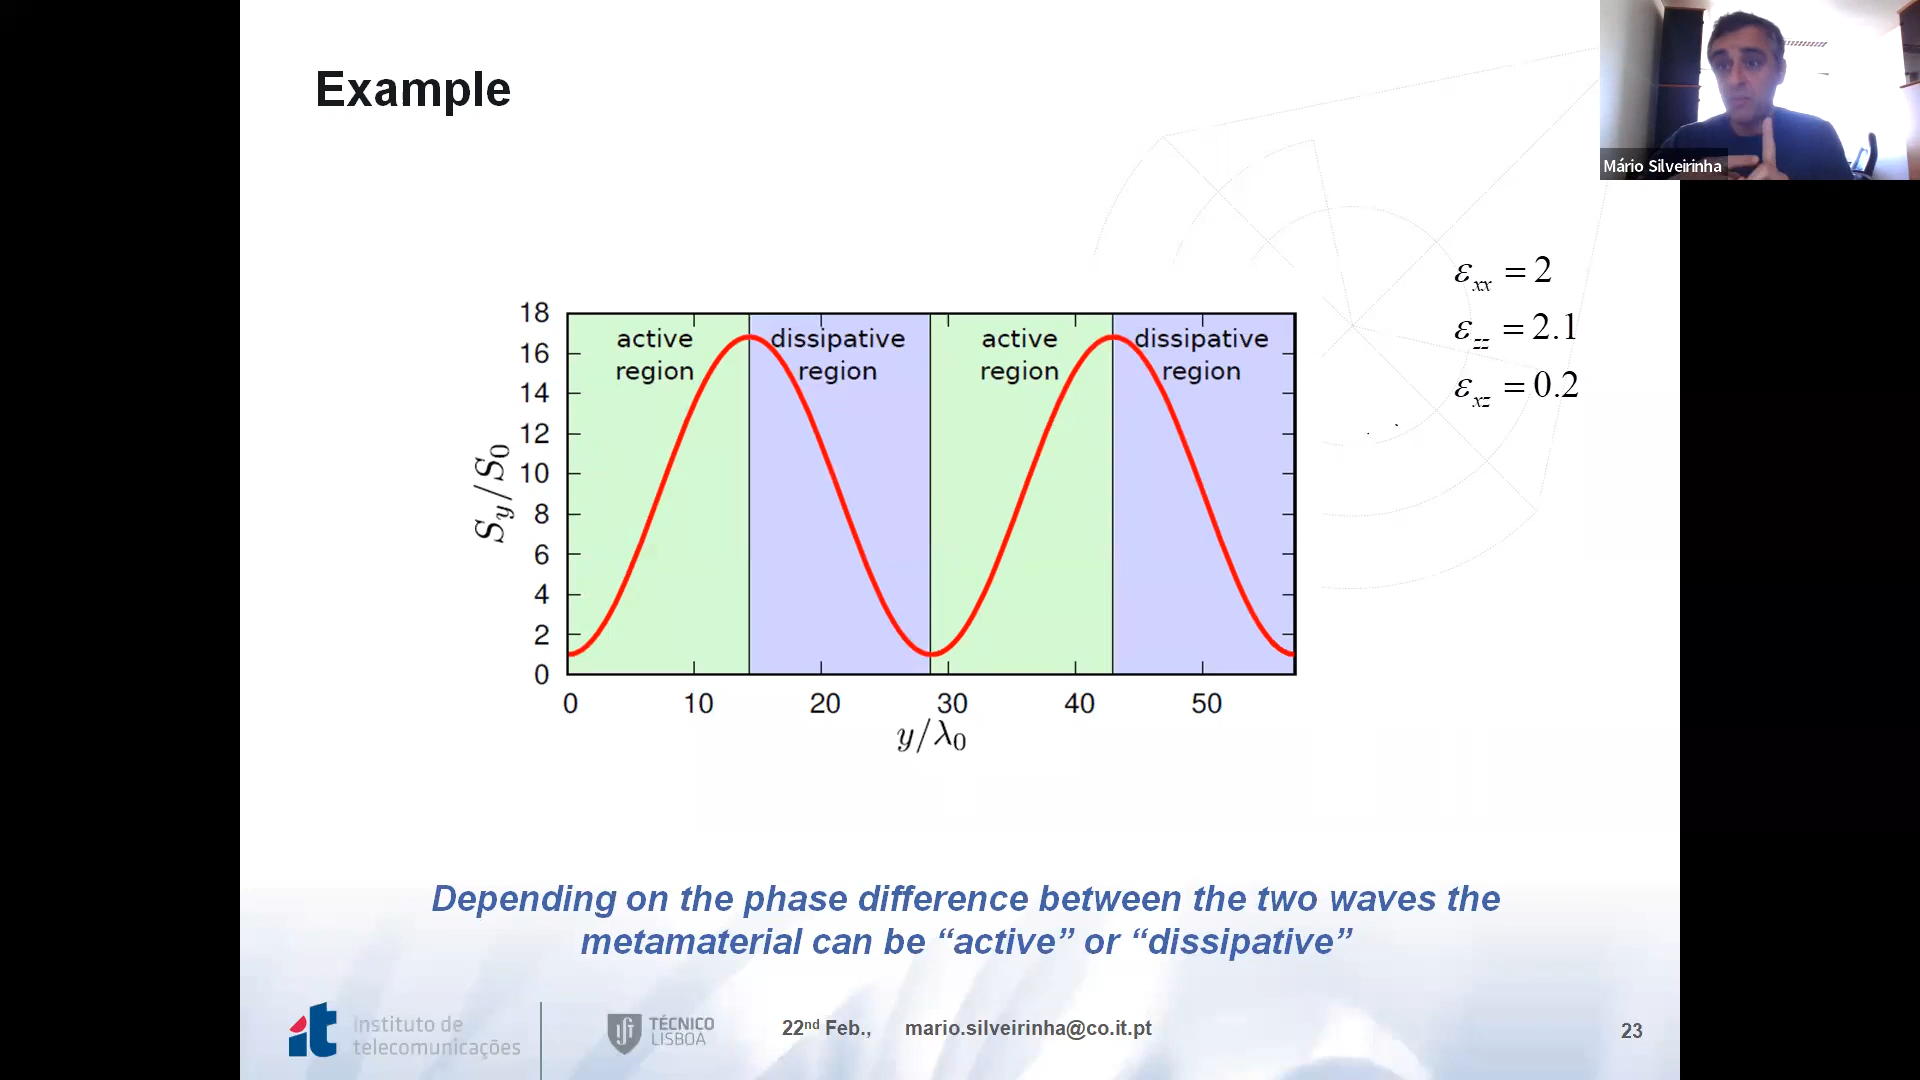 Example
Mário Silveirinha
ε_xx = 2
ε_zz = 2.1
ε_xz = 0.2
18
16
14
12
10
8
6
4
2
0
S_y/S_0
active region
dissipative region
active region
dissipative region
0 10 20 30 40 50
y/λ_0
Depending on the phase difference between the two waves the
metamaterial can be “active” or “dissipative”
it instituto de
telecomunicações
TÉCNICO
LISBOA
22nd Feb., mario.silveirinha@co.it.pt
23